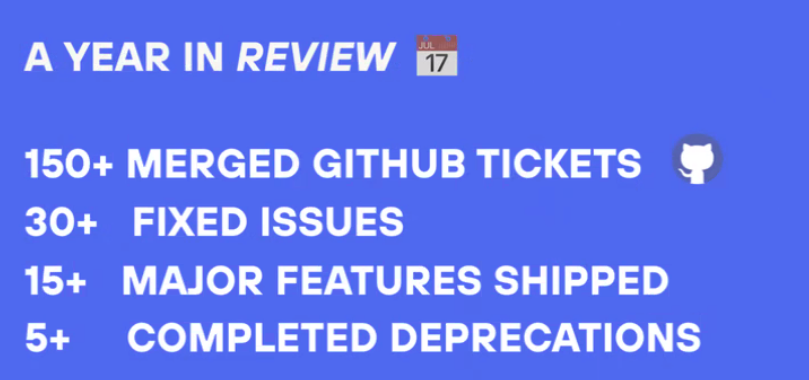 A YEAR IN REVIEW
JUL
17
150+ MERGED GITHUB TICKETS
30+ FIXED ISSUES
15+ MAJOR FEATURES SHIPPED
5+ COMPLETED DEPRECATIONS